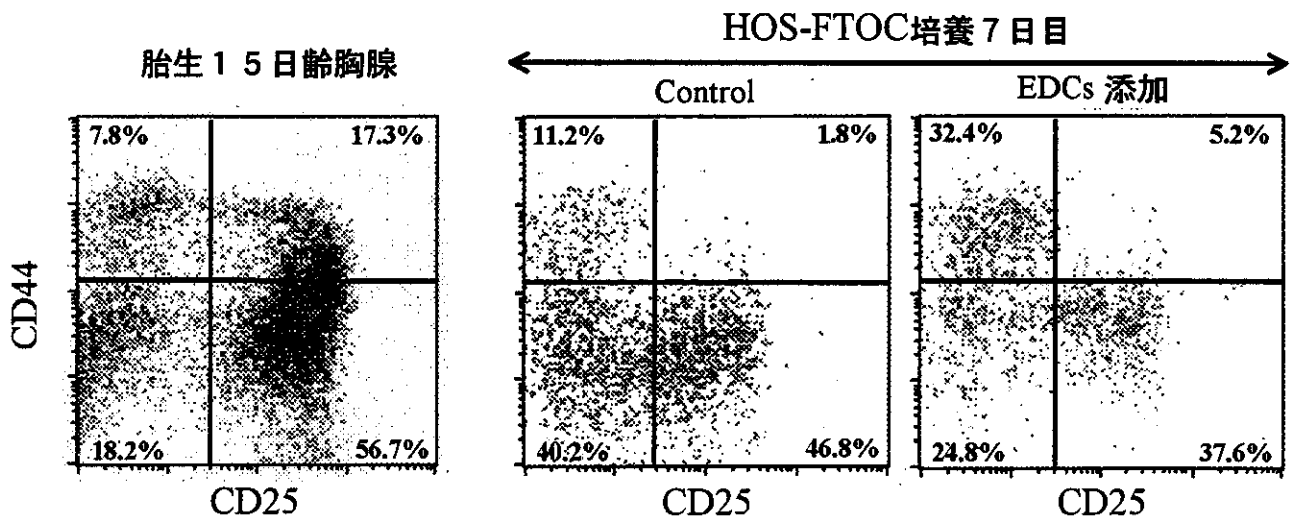 HOS-FTOC培養7日目
胎生15日齢胸腺
Control
EDCs 添加
7.8%
17.3%
11.2%
1.8%
32.4%
5.2%
CD44
18.2%
56.7%
40.2%
46.8%
24.8%
37.6%
CD25
CD25
CD25